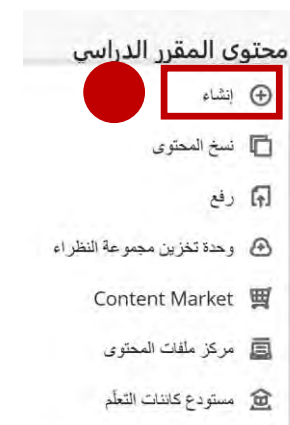 محتوى المقرر الدراسي
إنشاء
نسخ المحتوى
رفع
وحدة تخزين مجموعة النظراء
Content Market
مركز ملفات المحتوى
مستودع كائنات التعلّم